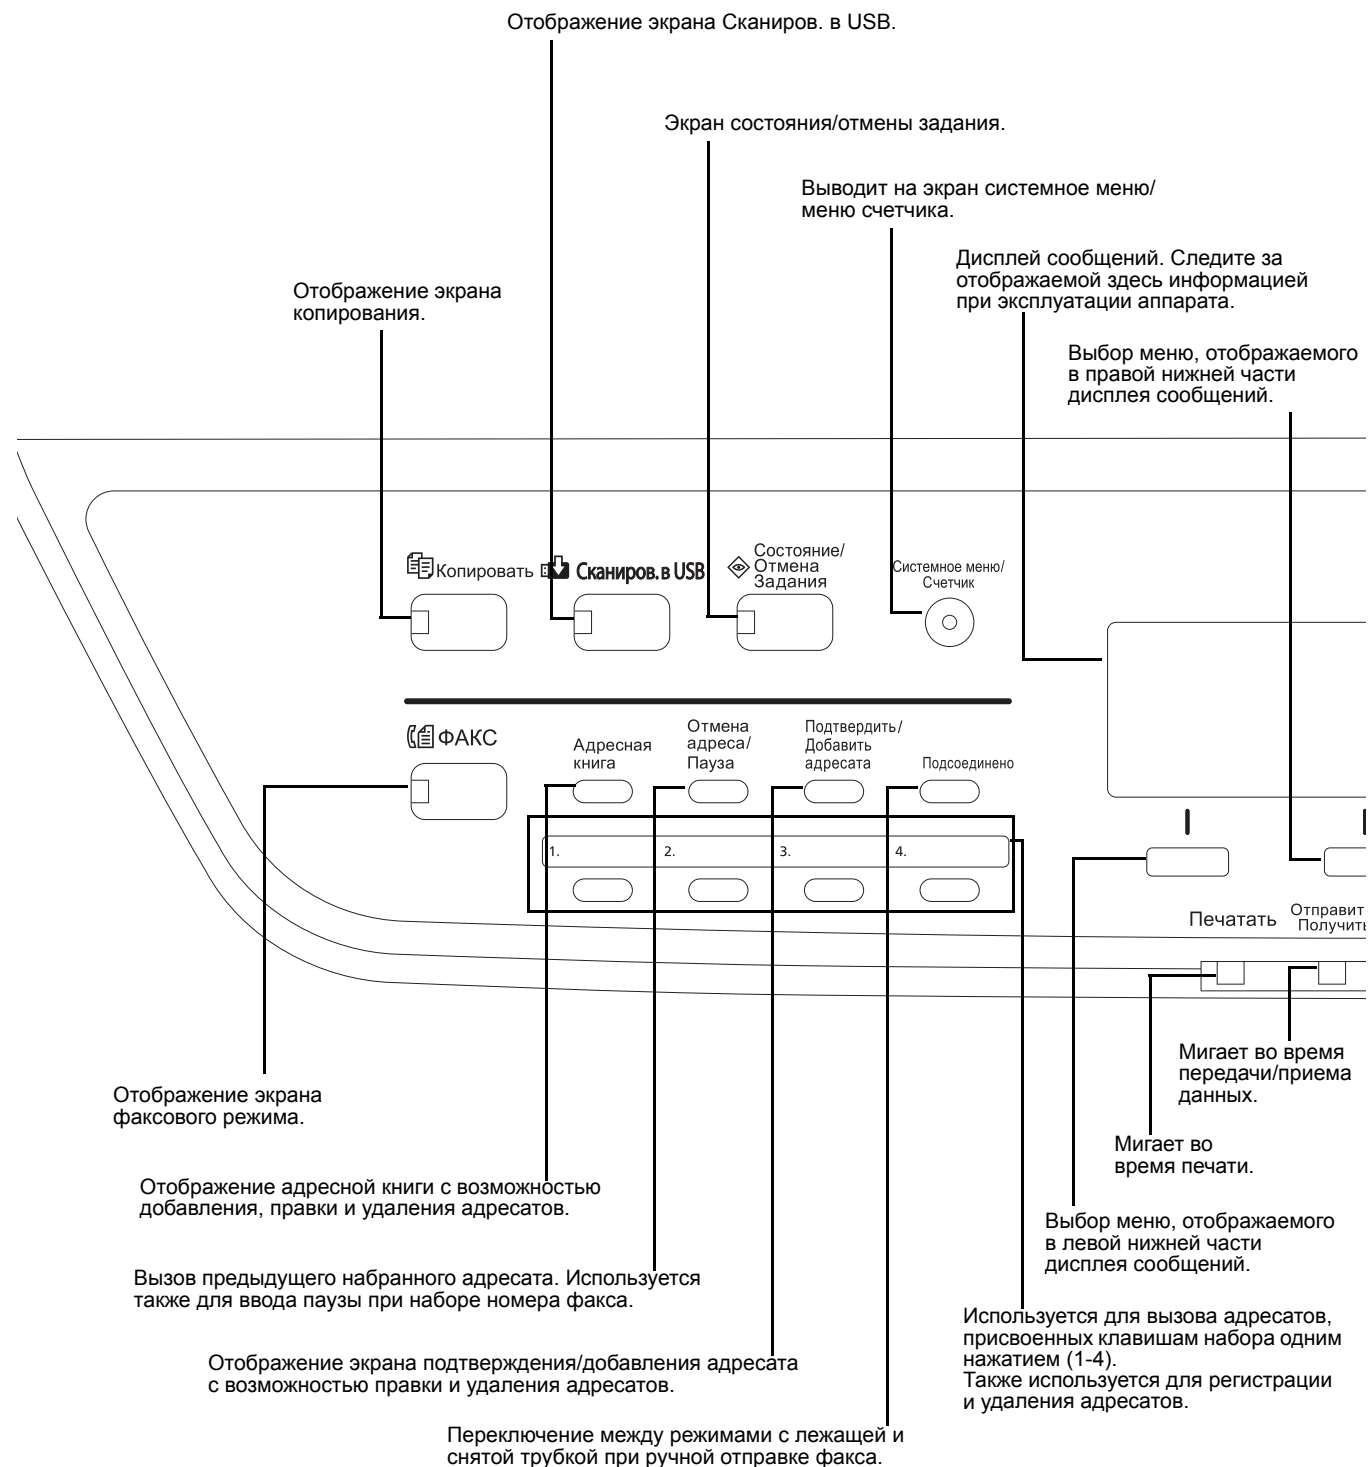 Отображение экрана Сканиров. в USB.
Экран состояния/отмены задания.
Выводит на экран системное меню/
меню счетчика.
Дисплей сообщений. Следите за
отображаемой здесь информацией
при эксплуатации аппарата.
Отображение экрана
копирования.
Выбор меню, отображаемого
в правой нижней части
дисплея сообщений.
Копировать
Сканиров. в USB
Состояние/
Отмена
Задания
Системное меню/
Счетчик
ФАКС
Адресная
книга
Отмена
адреса/
Пауза
Подтвердить/
Добавить
адресата
Подсоединено
1.
2.
3.
4.
Печатать
Отправит
Получить
Мигает во время
передачи/приема
данных.
Отображение экрана
факсового режима.
Мигает во
время печати.
Отображение адресной книги с возможностью
добавления, правки и удаления адресатов.
Выбор меню, отображаемого
в левой нижней части
дисплея сообщений.
Вызов предыдущего набранного адресата. Используется
также для ввода паузы при наборе номера факса.
Используется для вызова адресатов,
присвоенных клавишам набора одним
нажатием (1-4).
Также используется для регистрации
и удаления адресатов.
Отображение экрана подтверждения/добавления адресата
с возможностью правки и удаления адресатов.
Переключение между режимами с лежащей и
снятой трубкой при ручной отправке факса.